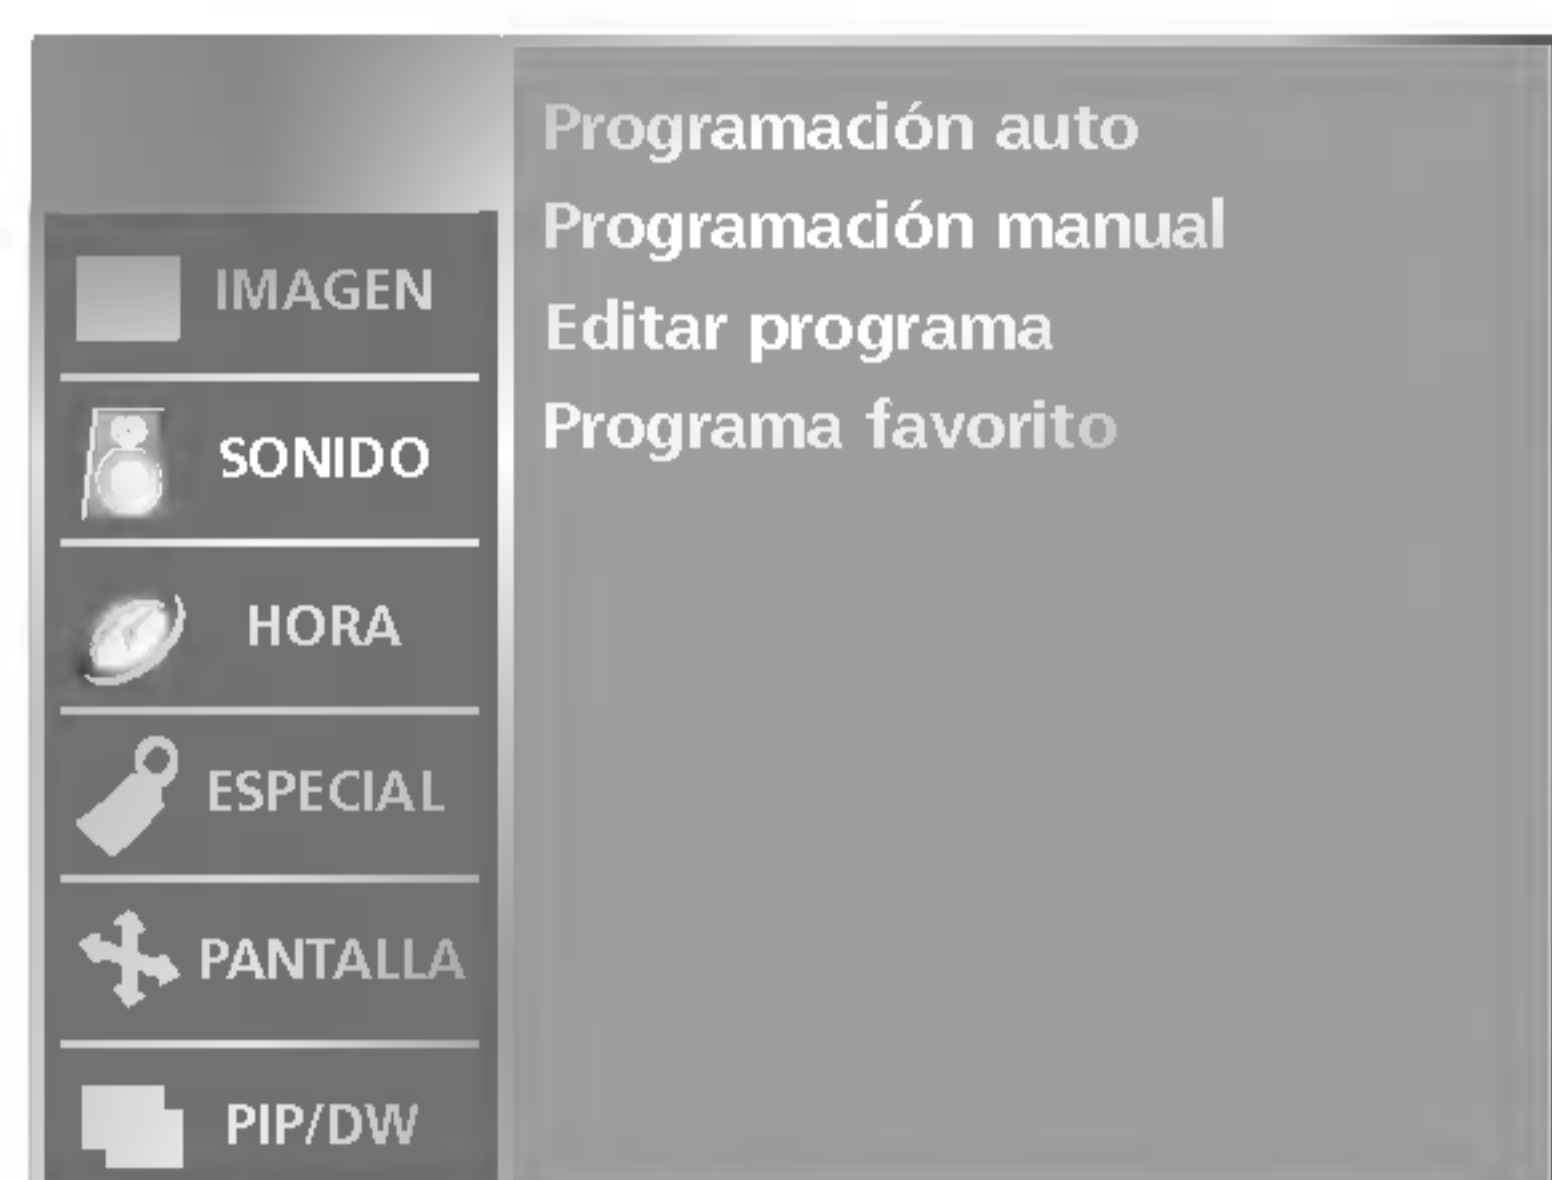 IMAGEN
SONIDO
HORA
ESPECIAL
PANTALLA
PIP/DW
Programación auto
Programación manual
Editar programa
Programa favorito